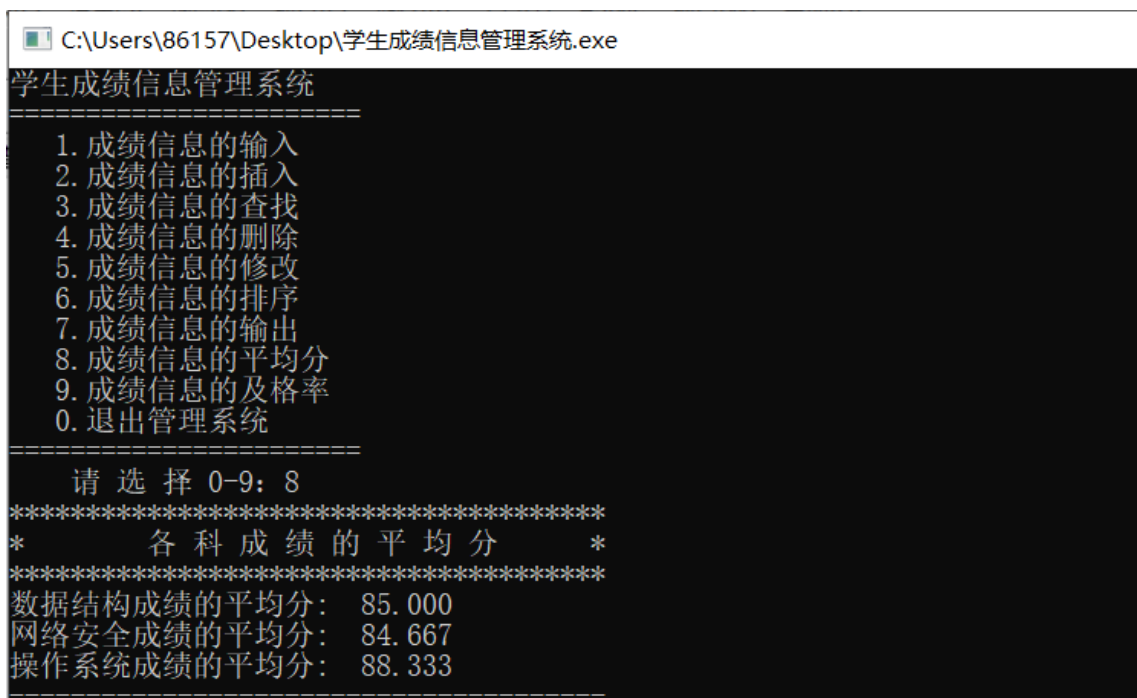 C:\Users\86157\Desktop\学生成绩信息管理系统.exe
学生成绩信息管理系统
=======================
1.成绩信息的输入
2.成绩信息的插入
3.成绩信息的查找
4.成绩信息的删除
5.成绩信息的修改
6.成绩信息的排序
7.成绩信息的输出
8.成绩信息的平均分
9.成绩信息的及格率
0.退出管理系统
=======================
请 选 择 0-9: 8
***************************************
* 各 科 成 绩 的 平 均 分 *
***************************************
数据结构成绩的平均分: 85.000
网络安全成绩的平均分: 84.667
操作系统成绩的平均分: 88.333
=======================================